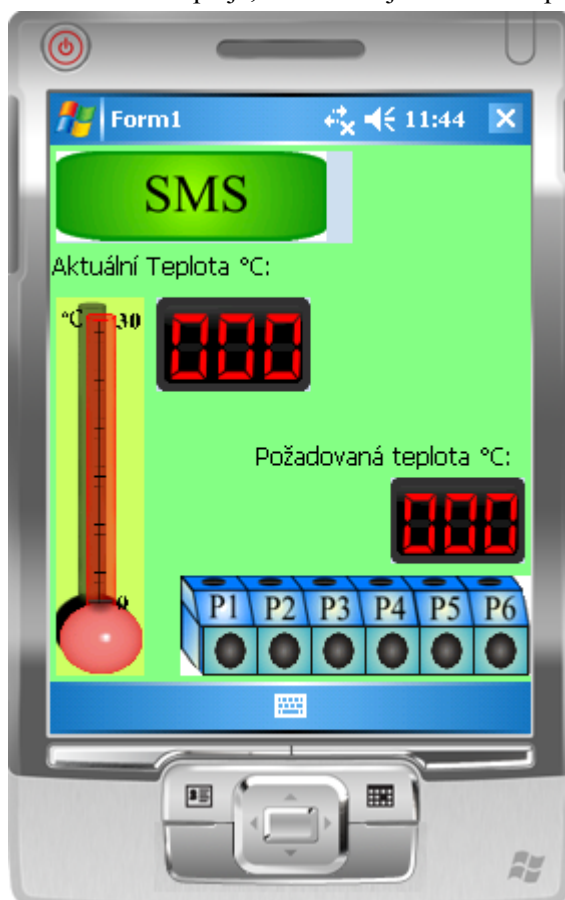 Form1 11:44
SMS
Aktuální Teplota °C:
°C 30
000
Požadovaná teplota °C:
000
0
P1 P2 P3 P4 P5 P6